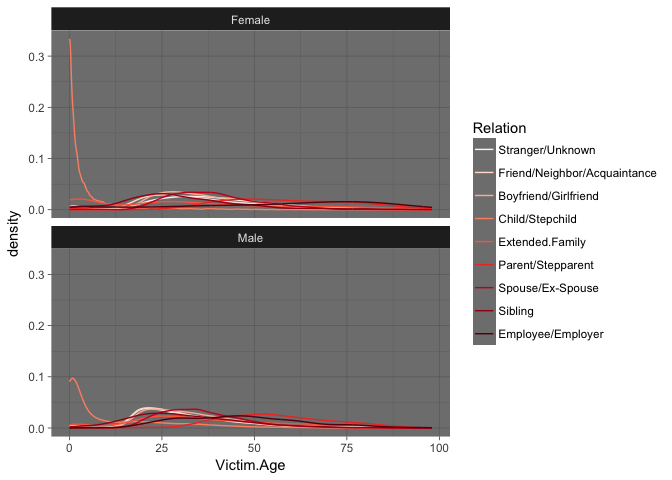 Female
0.3
0.2
0.1
0.0
density
Male
0.3
0.2
0.1
0.0
0 25 50 75 100
Victim.Age
Relation
Stranger/Unknown
Friend/Neighbor/Acquaintance
Boyfriend/Girlfriend
Child/Stepchild
Extended.Family
Parent/Stepparent
Spouse/Ex-Spouse
Sibling
Employee/Employer